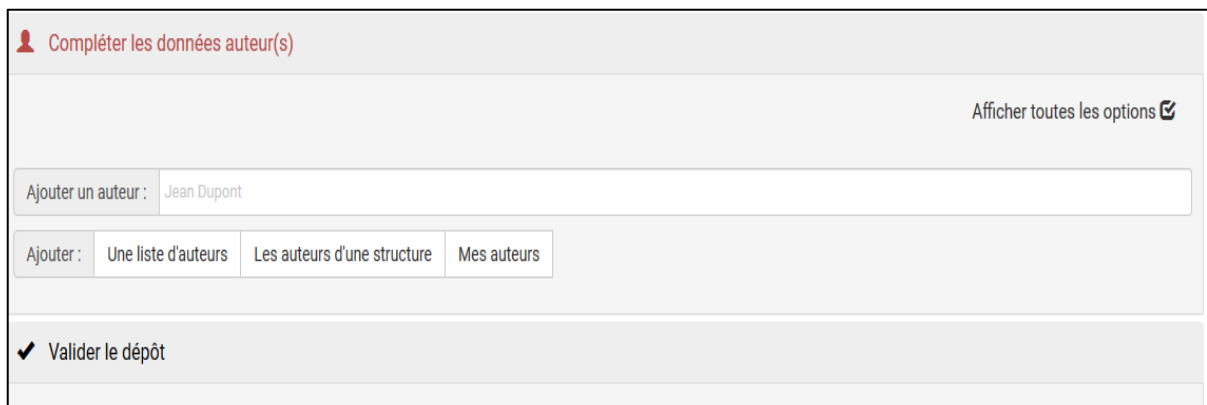 Compléter les données auteur(s)
Afficher toutes les options
Ajouter un auteur : Jean Dupont
Ajouter : Une liste d'auteurs Les auteurs d'une structure Mes auteurs
Valider le dépôt